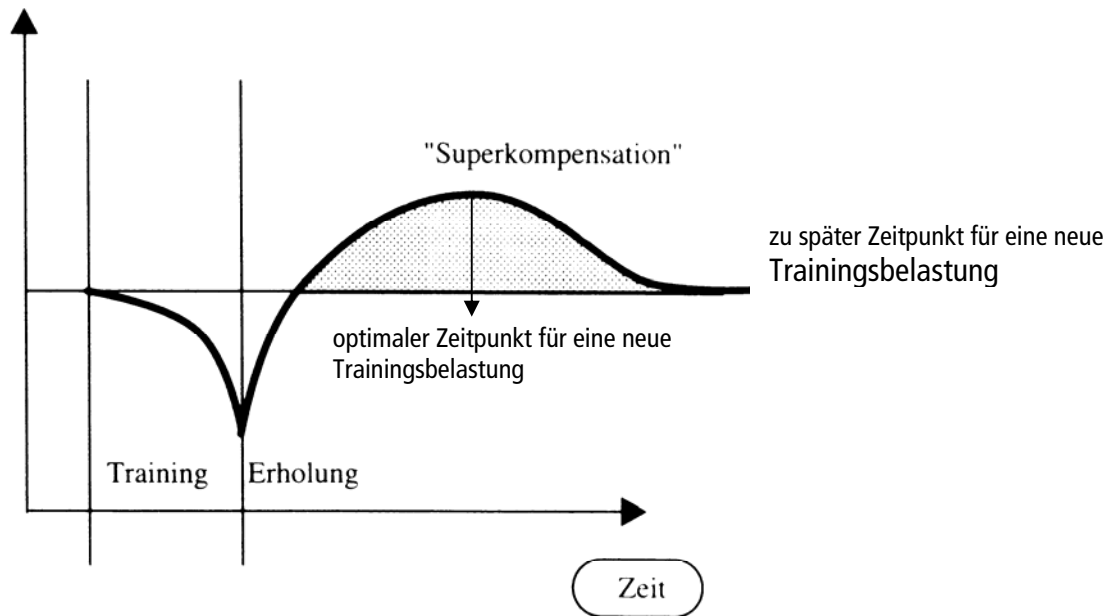 "Superkompensation"
zu später Zeitpunkt für eine neue
Trainingsbelastung
optimaler Zeitpunkt für eine neue
Trainingsbelastung
Training
Erholung
Zeit